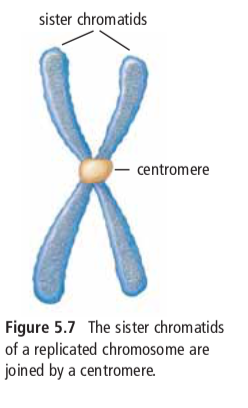 sister chromatids
centromere
Figure 5.7 The sister chromatids
of a replicated chromosome are
joined by a centromere.